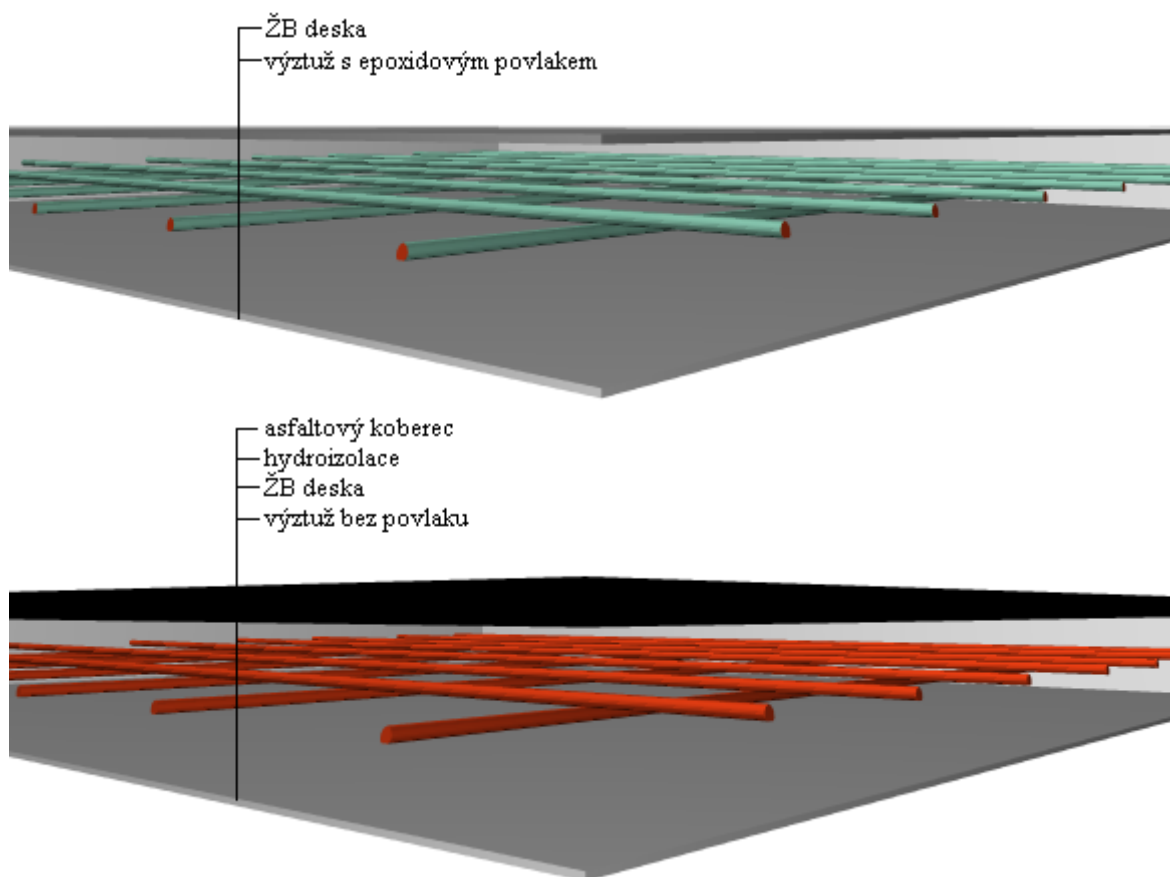 ŽB deska
výztuž s epoxidovým povlakem
asfaltový koberec
hydroizolace
ŽB deska
výztuž bez povlaku